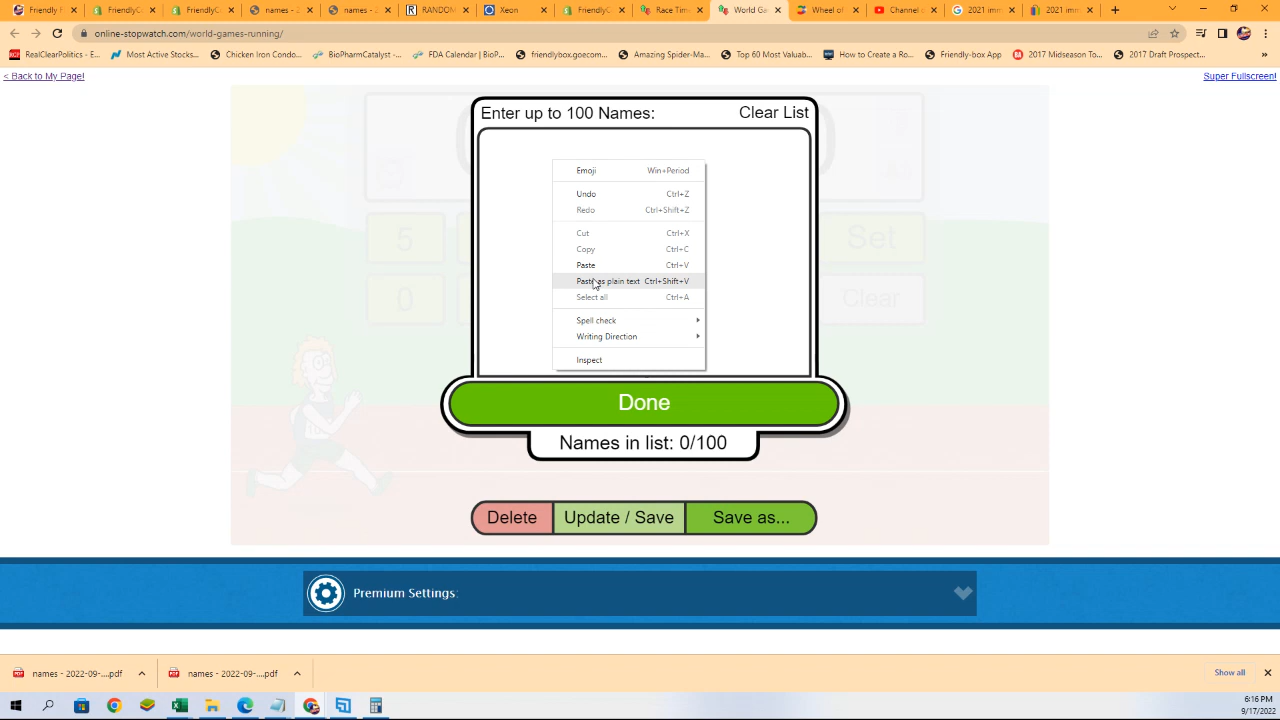 Friendly F
FriendlyC
FriendlyC
names - 2
names - 2
RANDOM
Xeon
FriendlyC
Race Time
World Ga
Wheel of
Channel c
2021 imm
2021 imm
online-stopwatch.com/world-games-running/
RealClearPolitics - E...
Most Active Stocks...
Chicken Iron Condo...
BioPharmCatalyst -...
FDA Calendar | BioP...
friendlybox.goecom...
Amazing Spider-Ma...
Top 60 Most Valuab...
How to Create a Ro...
Friendly-box App
2017 Midseason To...
2017 Draft Prospect...
»
< Back to My Page!
Super Fullscreen!
Enter up to 100 Names:
Clear List
Emoji Win+Period
Undo Ctrl+Z
Redo Ctrl+Shift+Z
Cut Ctrl+X
Copy Ctrl+C
Paste Ctrl+V
Paste as plain text Ctrl+Shift+V
Select all Ctrl+A
Spell check
Writing Direction
Inspect
5
Set
0
Clear
Done
Names in list: 0/100
Delete
Update / Save
Save as...
Premium Settings:
names - 2022-09-....pdf
names - 2022-09-....pdf
Show all
6:16 PM
9/17/2022